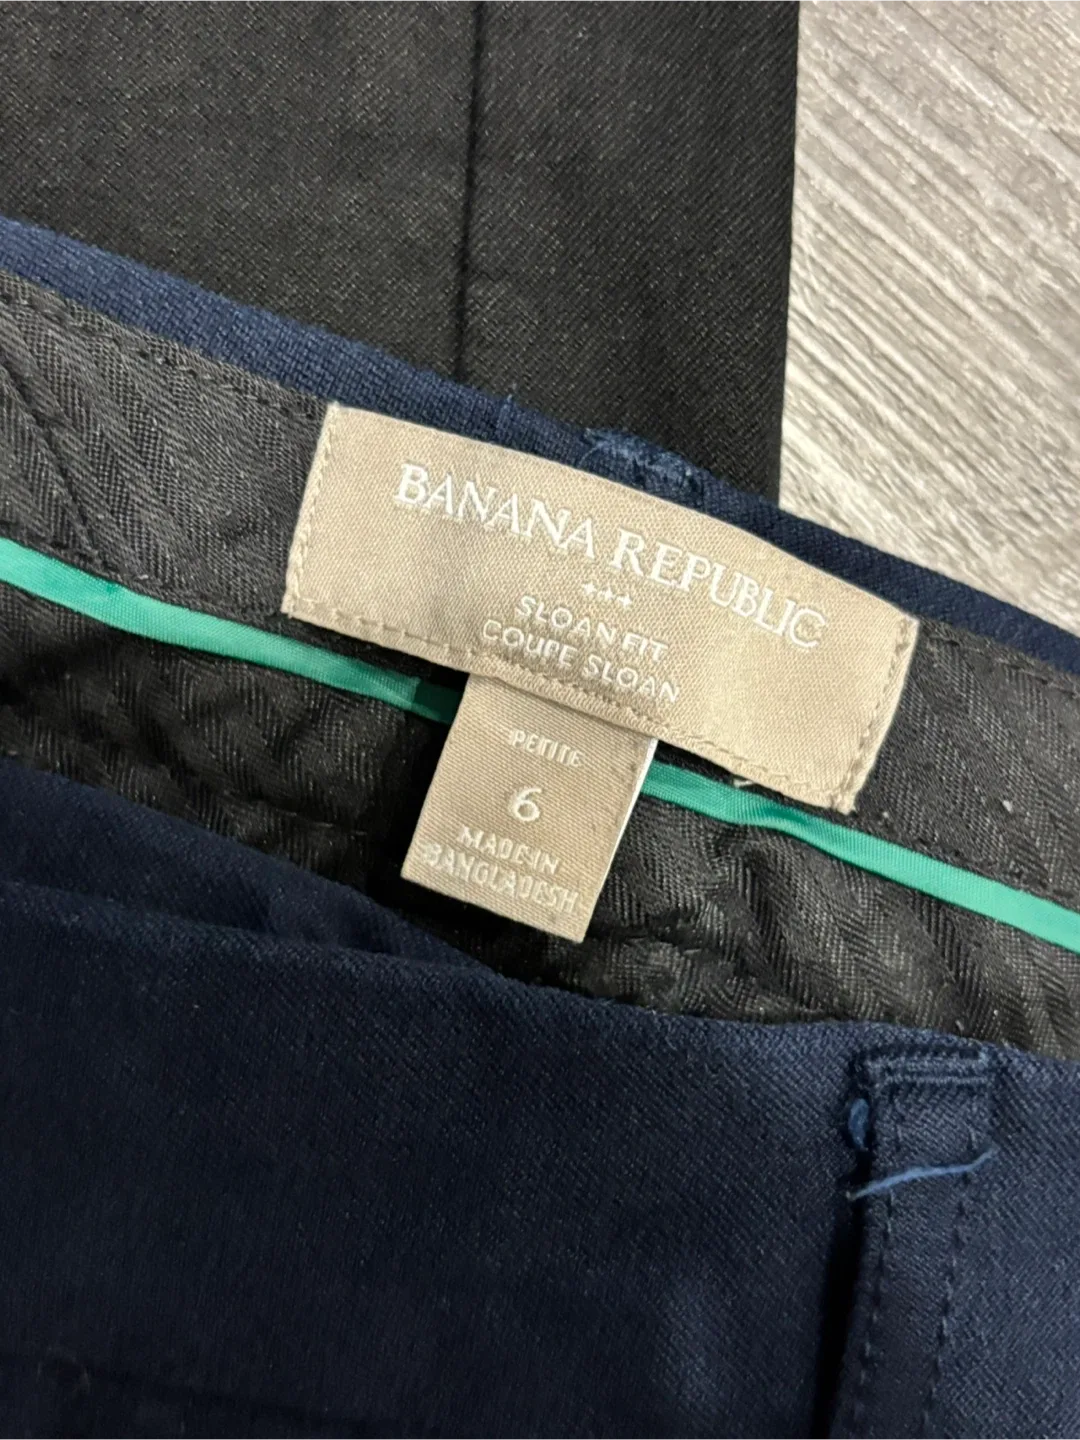 BANANA REPUBLIC
SLOAN FIT
COUPE SLOAN
PETITE
6
MADE IN
BANGLADESH